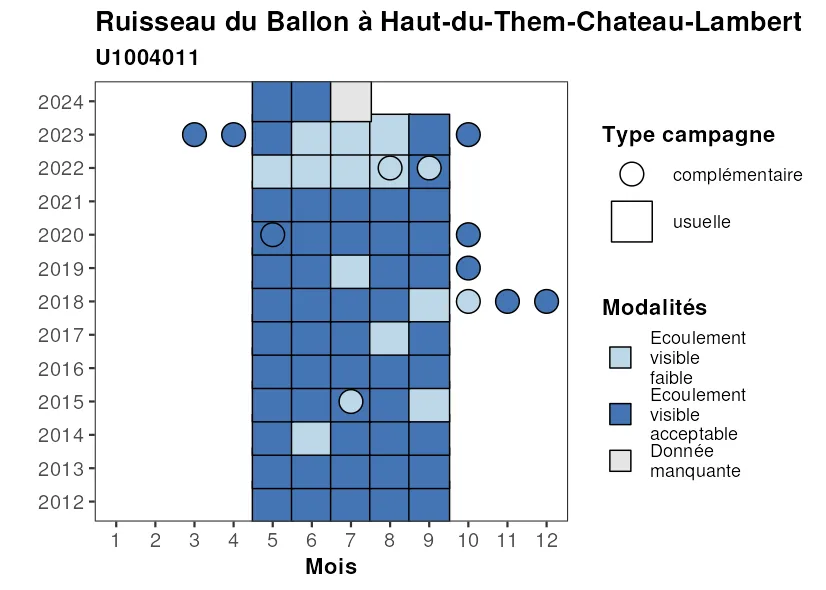 Ruisseau du Ballon à Haut-du-Them-Chateau-Lambert
U1004011
2024
2023
2022
2021
2020
2019
2018
2017
2016
2015
2014
2013
2012
1 2 3 4 5 6 7 8 9 10 11 12
Mois
Type campagne
complémentaire
usuelle
Modalités
Ecoulement
visible
faible
Ecoulement
visible
acceptable
Donnée
manquante